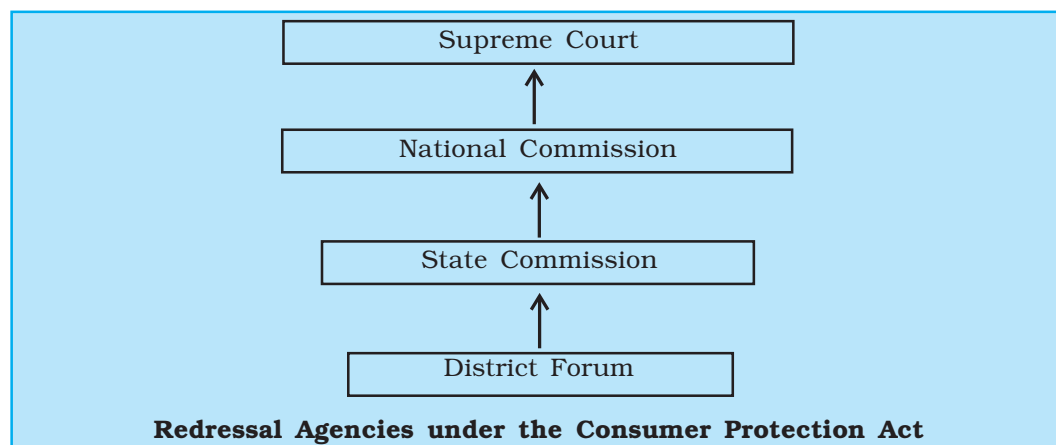 Supreme Court
National Commission
State Commission
District Forum
Redressal Agencies under the Consumer Protection Act